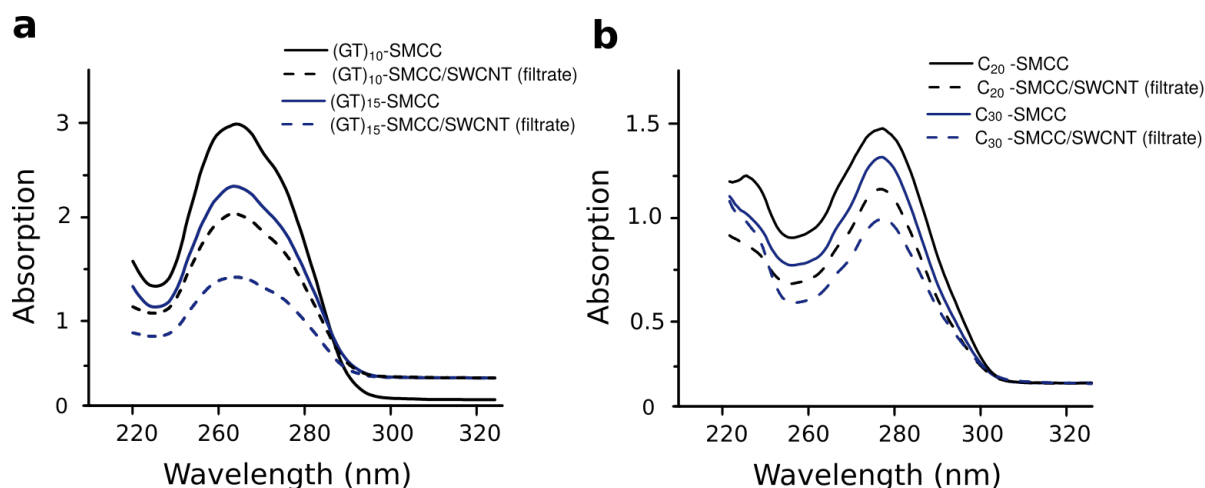 a
(GT)₁₀-SMCC
(GT)₁₀-SMCC/SWCNT (filtrate)
(GT)₁₅-SMCC
(GT)₁₅-SMCC/SWCNT (filtrate)
Absorption
3
2
1
0
220 260 280 300 320
Wavelength (nm)
b
C₂₀ -SMCC
C₂₀ -SMCC/SWCNT (filtrate)
C₃₀ -SMCC
C₃₀ -SMCC/SWCNT (filtrate)
Absorption
1.5
1.0
0.5
0
220 260 280 300 320
Wavelength (nm)